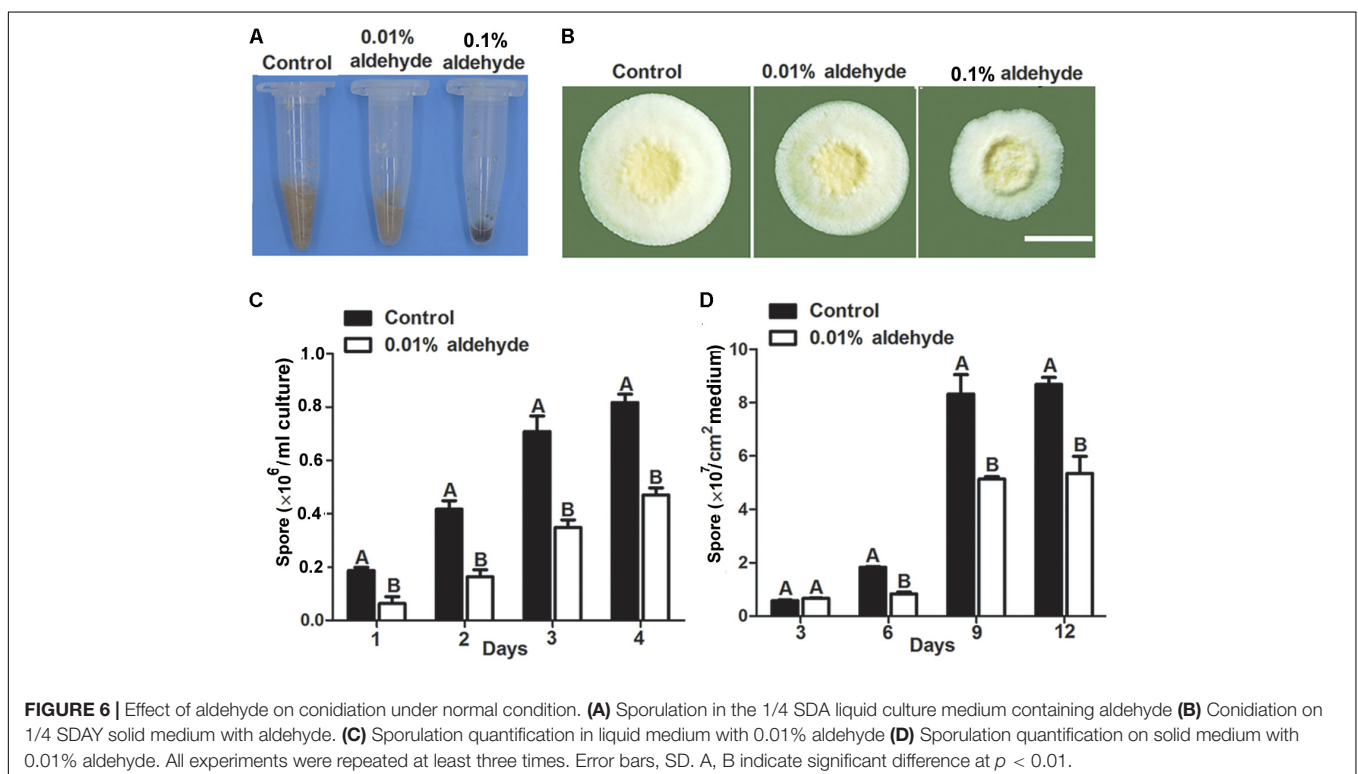 A
Control
0.01%
aldehyde
0.1%
aldehyde
B
Control
0.01% aldehyde
0.1% aldehyde
C
Control
0.01% aldehyde
Spore (×10⁶/ml culture)
1.0
0.8
0.6
0.4
0.2
0.0
A
B
A
B
A
B
A
B
1 2 3 4
Days
D
Control
0.01% aldehyde
Spore (×10⁷/cm² medium)
10
8
6
4
2
0
A
A
A
B
A
B
A
B
3 6 9 12
Days
FIGURE 6 | Effect of aldehyde on conidiation under normal condition. (A) Sporulation in the 1/4 SDA liquid culture medium containing aldehyde (B) Conidiation on
1/4 SDAY solid medium with aldehyde. (C) Sporulation quantification in liquid medium with 0.01% aldehyde (D) Sporulation quantification on solid medium with
0.01% aldehyde. All experiments were repeated at least three times. Error bars, SD. A, B indicate significant difference at p < 0.01.